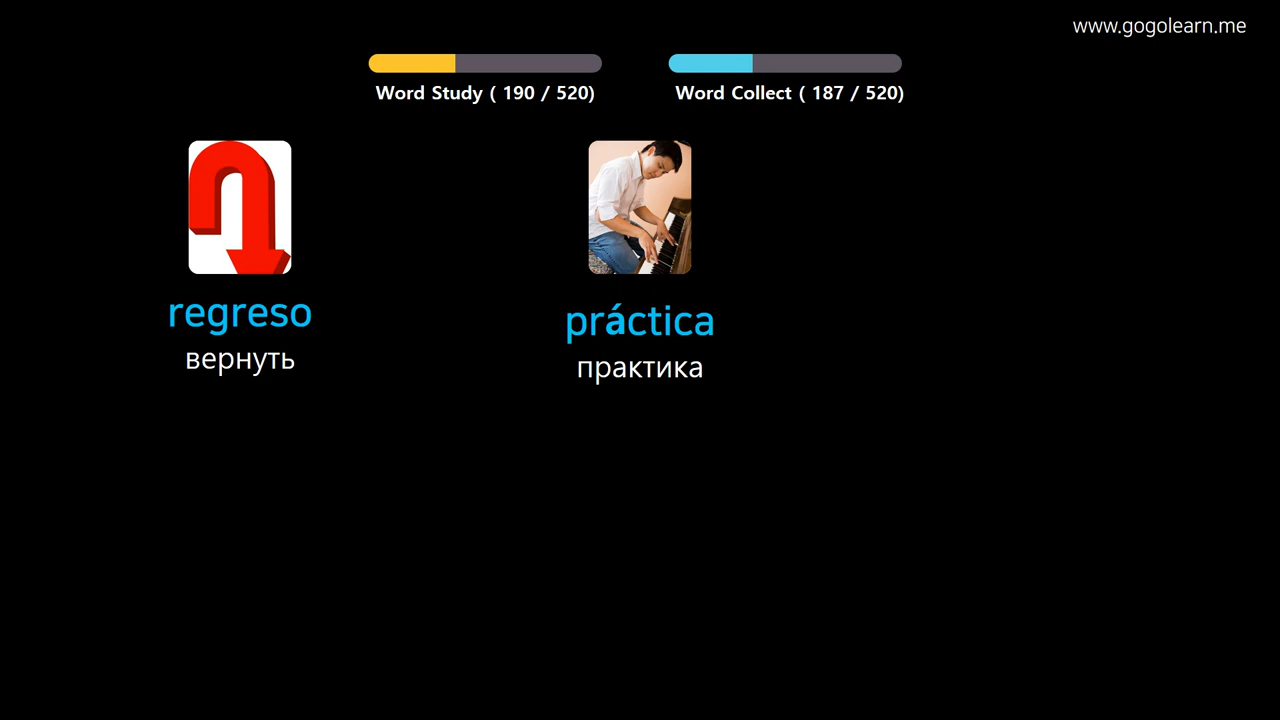 www.gogolearn.me
Word Study ( 190 / 520)
Word Collect ( 187 / 520)
regreso
вернуть
práctica
практика